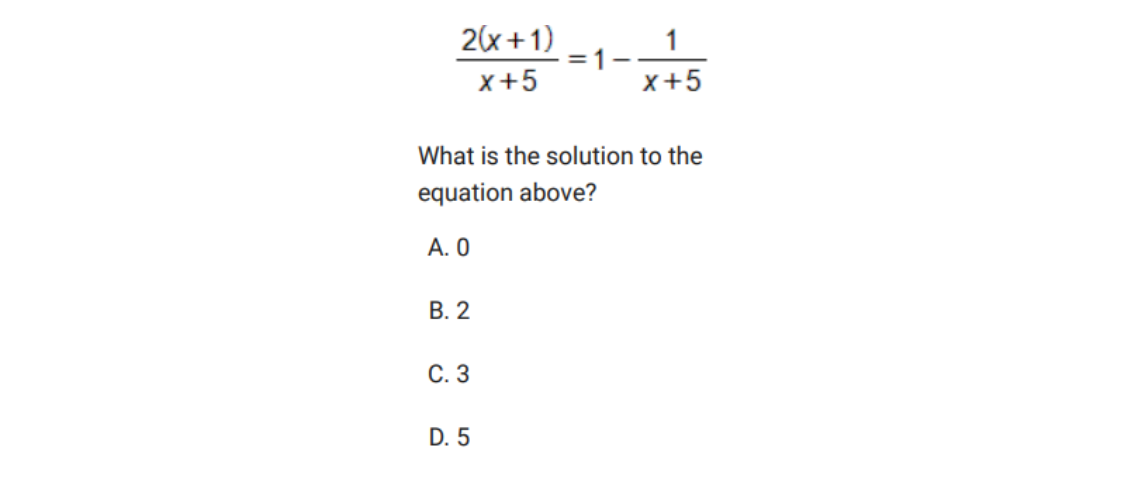 2(x+1)/x+5 = 1 - 1/x+5
What is the solution to the
equation above?
A. 0
B. 2
C. 3
D. 5